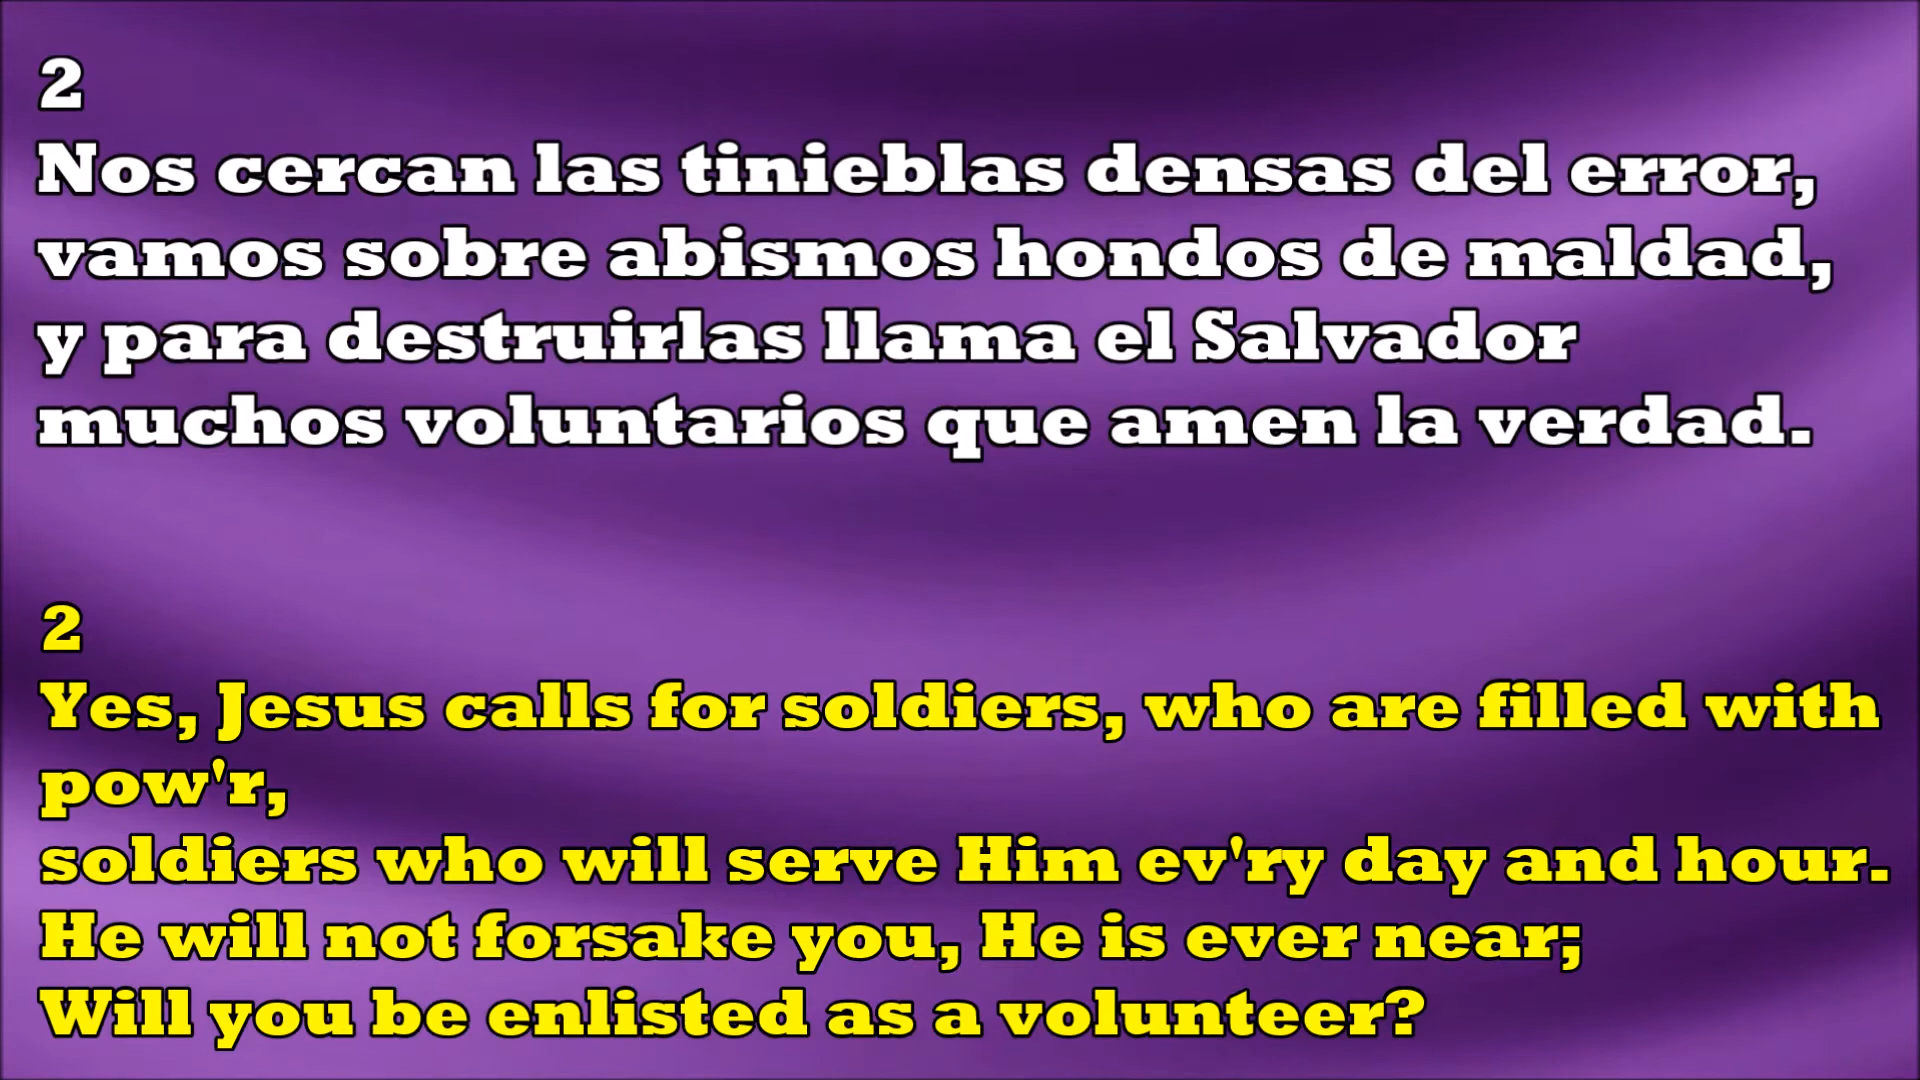 2
Nos cercan las tinieblas densas del error,
vamos sobre abismos hondos de maldad,
y para destruirlas llama el Salvador
muchos voluntarios que amen la verdad.
2
Yes, Jesus calls for soldiers, who are filled with
pow'r,
soldiers who will serve Him ev'ry day and hour.
He will not forsake you, He is ever near;
Will you be enlisted as a volunteer?